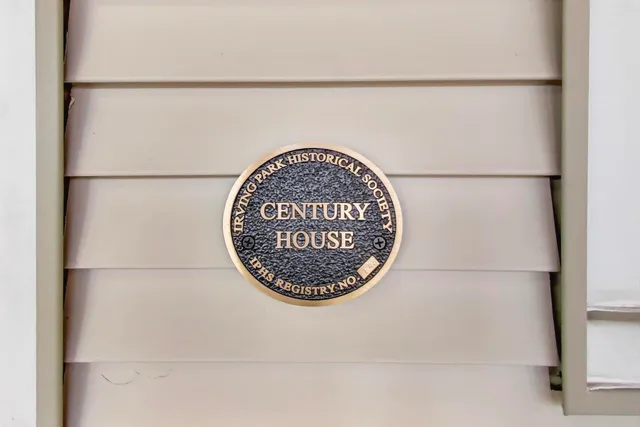 IRVING PARK HISTORICAL SOCIETY
CENTURY
HOUSE
IPHS REGISTRY NO.